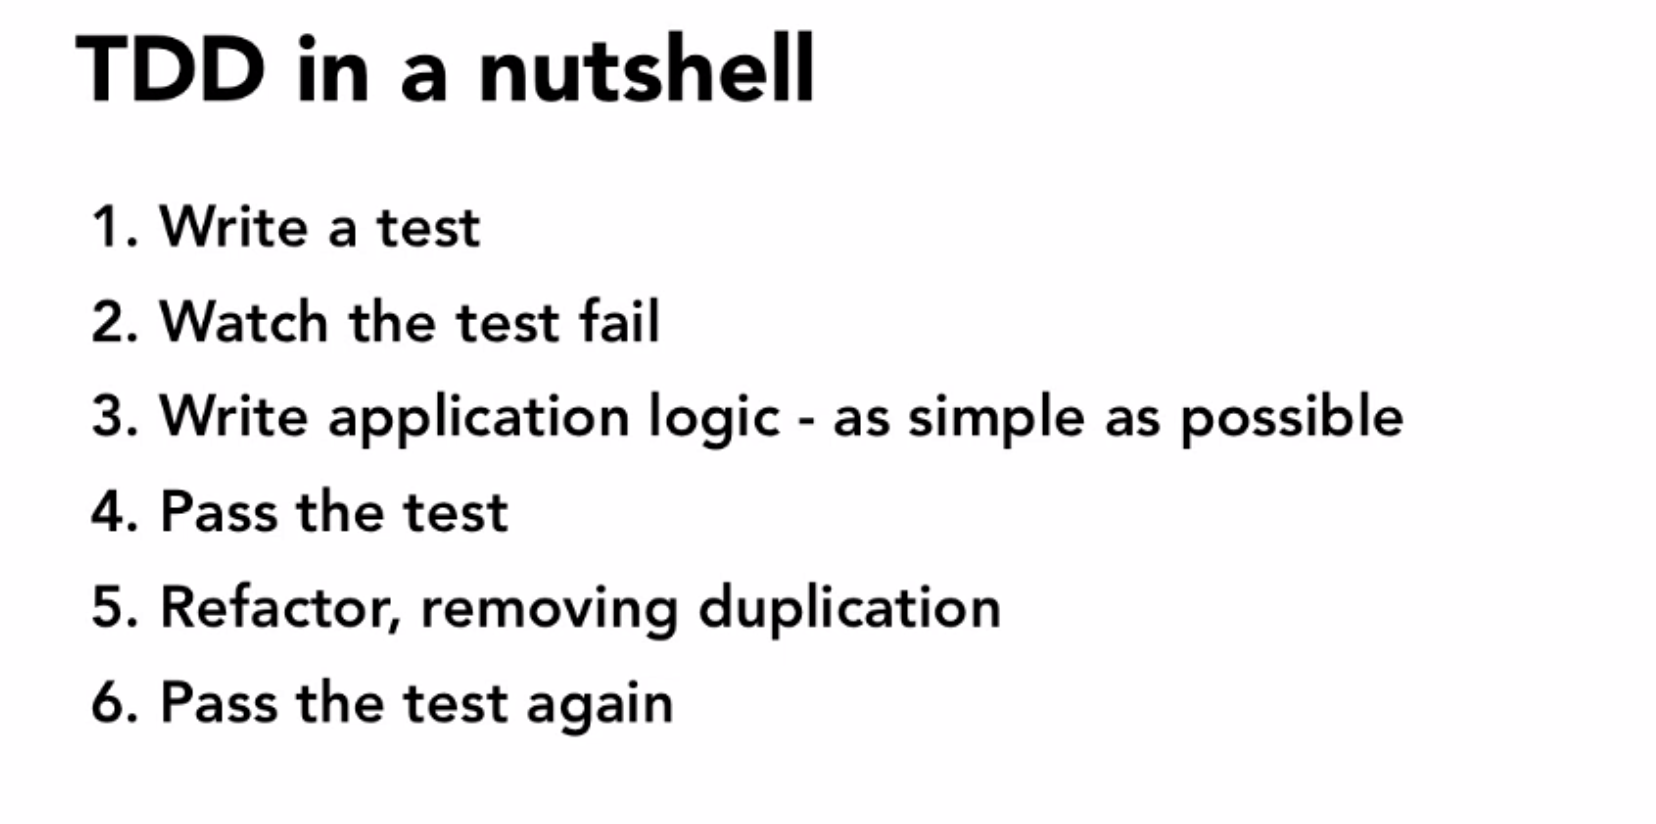 TDD in a nutshell
1. Write a test
2. Watch the test fail
3. Write application logic - as simple as possible
4. Pass the test
5. Refactor, removing duplication
6. Pass the test again